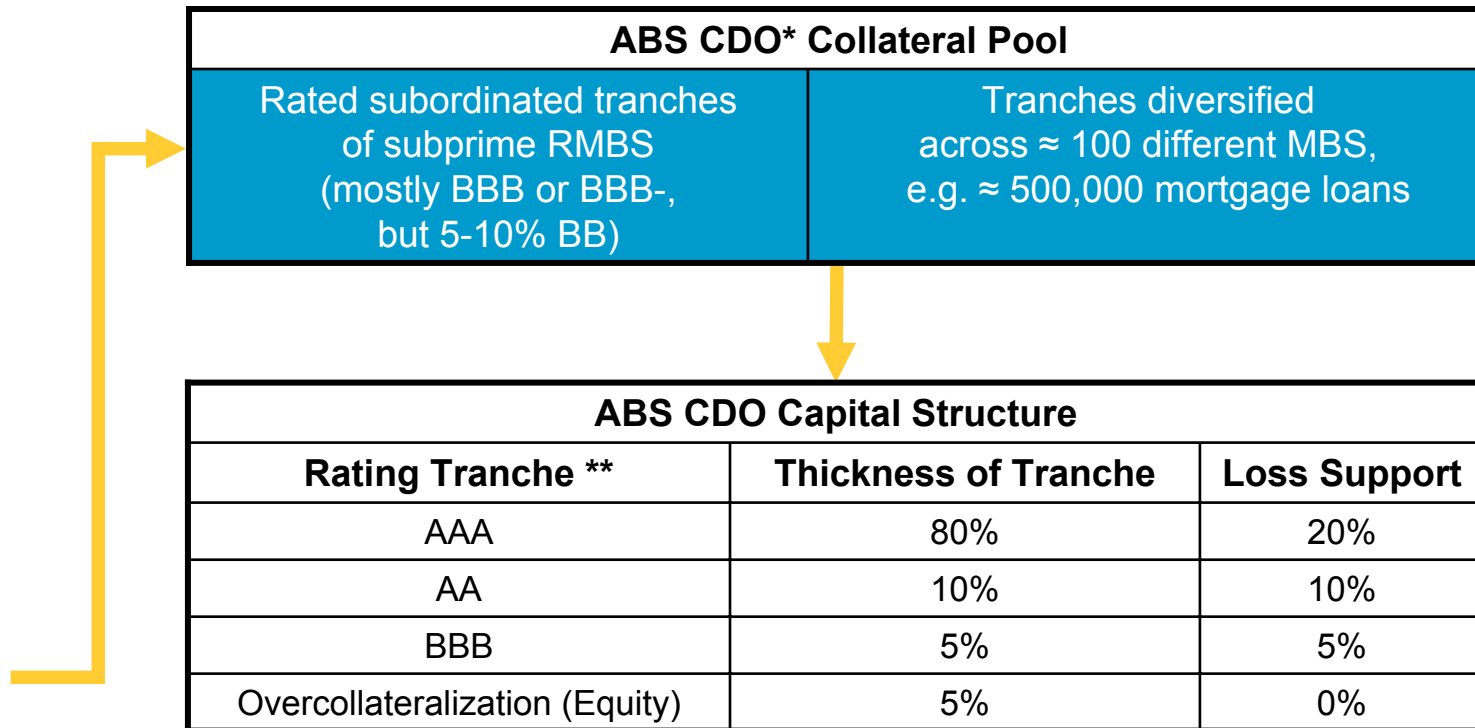 ABS CDO* Collateral Pool
Rated subordinated tranches
of subprime RMBS
(mostly BBB or BBB-,
but 5-10% BB)
Tranches diversified
across ≈ 100 different MBS,
e.g. ≈ 500,000 mortgage loans
ABS CDO Capital Structure
Rating Tranche ** Thickness of Tranche Loss Support
AAA 80% 20%
AA 10% 10%
BBB 5% 5%
Overcollateralization (Equity) 5% 0%